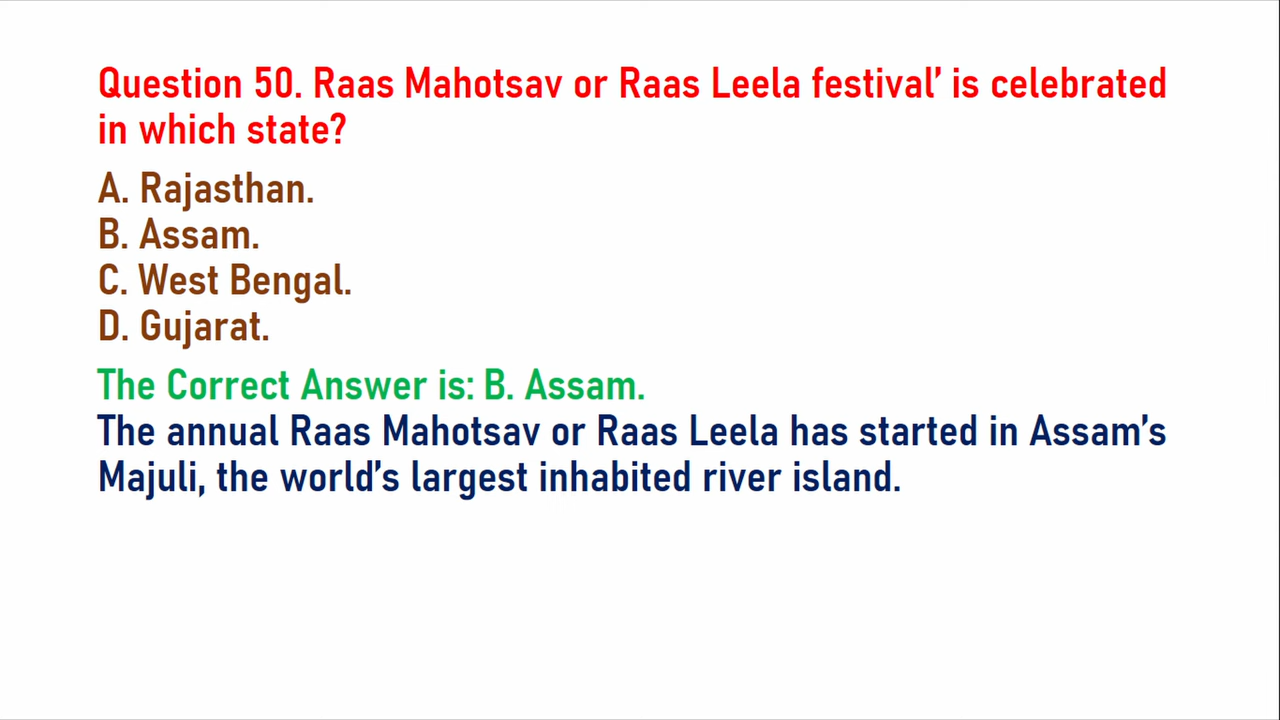 Question 50. Raas Mahotsav or Raas Leela festival’ is celebrated
in which state?
A. Rajasthan.
B. Assam.
C. West Bengal.
D. Gujarat.
The Correct Answer is: B. Assam.
The annual Raas Mahotsav or Raas Leela has started in Assam’s
Majuli, the world’s largest inhabited river island.